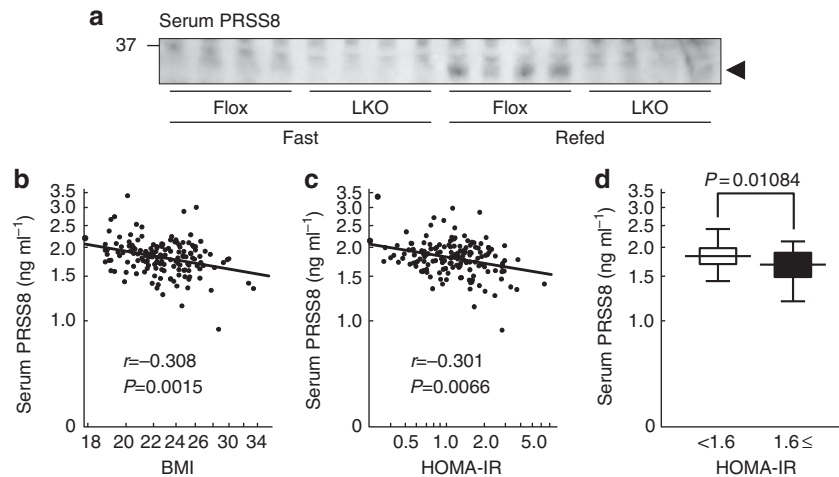 a
Serum PRSS8
37
Flox LKO Flox LKO
Fast Refed
b
Serum PRSS8 (ng ml⁻¹)
3.5
3.0
2.5
2.0
1.5
1.0
0
r=−0.308
P=0.0015
18 20 22 24 26 30 34
BMI
c
Serum PRSS8 (ng ml⁻¹)
3.5
3.0
2.5
2.0
1.5
1.0
0
r=−0.301
P=0.0066
0.5 1.0 2.0 5.0
HOMA-IR
d
Serum PRSS8 (ng ml⁻¹)
3.5
3.0
2.5
2.0
1.5
1.0
0
P=0.01084
<1.6 1.6≤
HOMA-IR